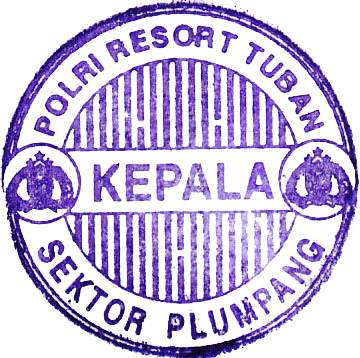 POLRI RESORT TUBAN
KEPALA
SEKTOR PLUMPANG